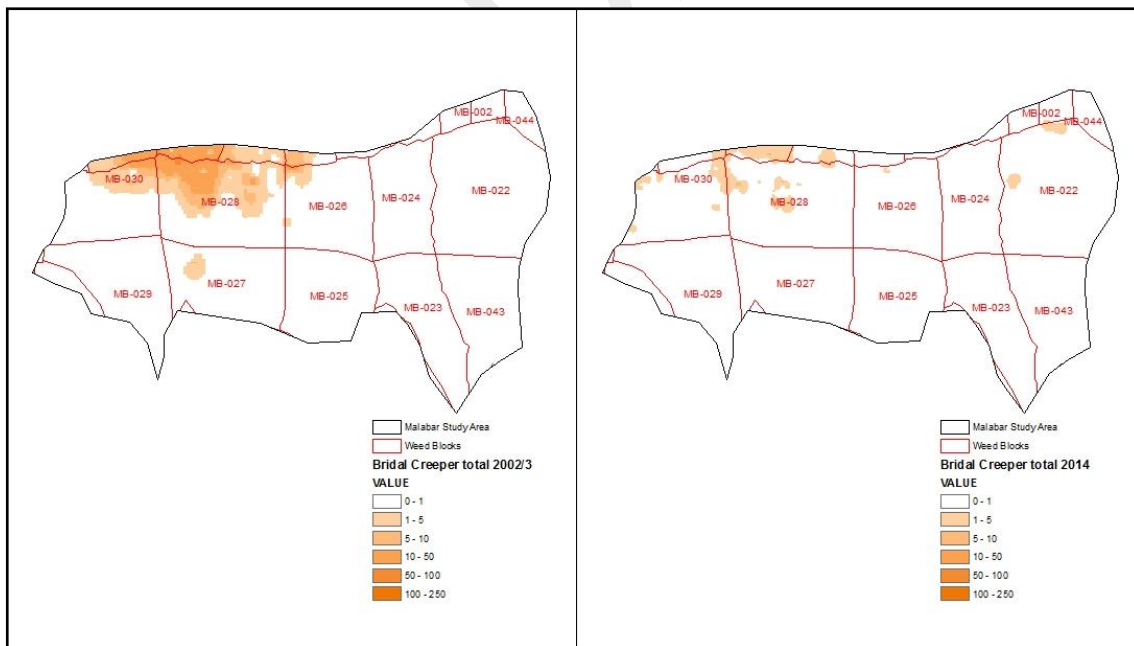 MB-002
MB-044
MB-030
MB-028
MB-026
MB-024
MB-022
MB-029
MB-027
MB-025
MB-023
MB-043
Malabar Study Area
Weed Blocks
Bridal Creeper total 2002/3
VALUE
0 - 1
1 - 5
5 - 10
10 - 50
50 - 100
100 - 250
MB-002
MB-044
MB-030
MB-028
MB-026
MB-024
MB-022
MB-029
MB-027
MB-025
MB-023
MB-043
Malabar Study Area
Weed Blocks
Bridal Creeper total 2014
VALUE
0 - 1
1 - 5
5 - 10
10 - 50
50 - 100
100 - 250